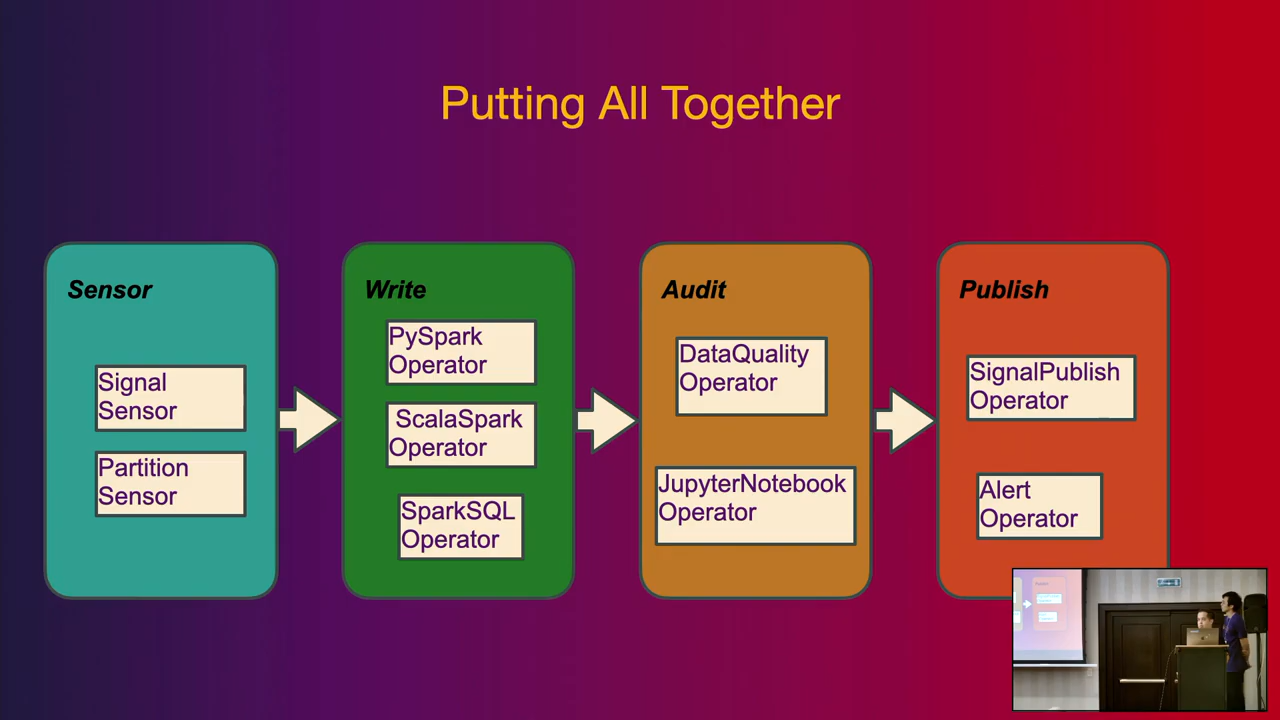 Putting All Together
Sensor
Signal
Sensor
Partition
Sensor
Write
PySpark
Operator
ScalaSpark
Operator
SparkSQL
Operator
Audit
DataQuality
Operator
JupyterNotebook
Operator
Publish
SignalPublish
Operator
Alert
Operator